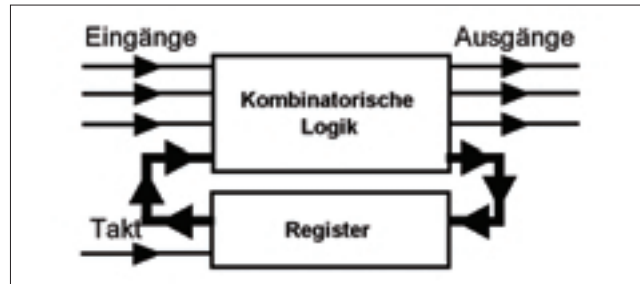 Eingänge
Ausgänge
Kombinatorische
Logik
Takt
Register